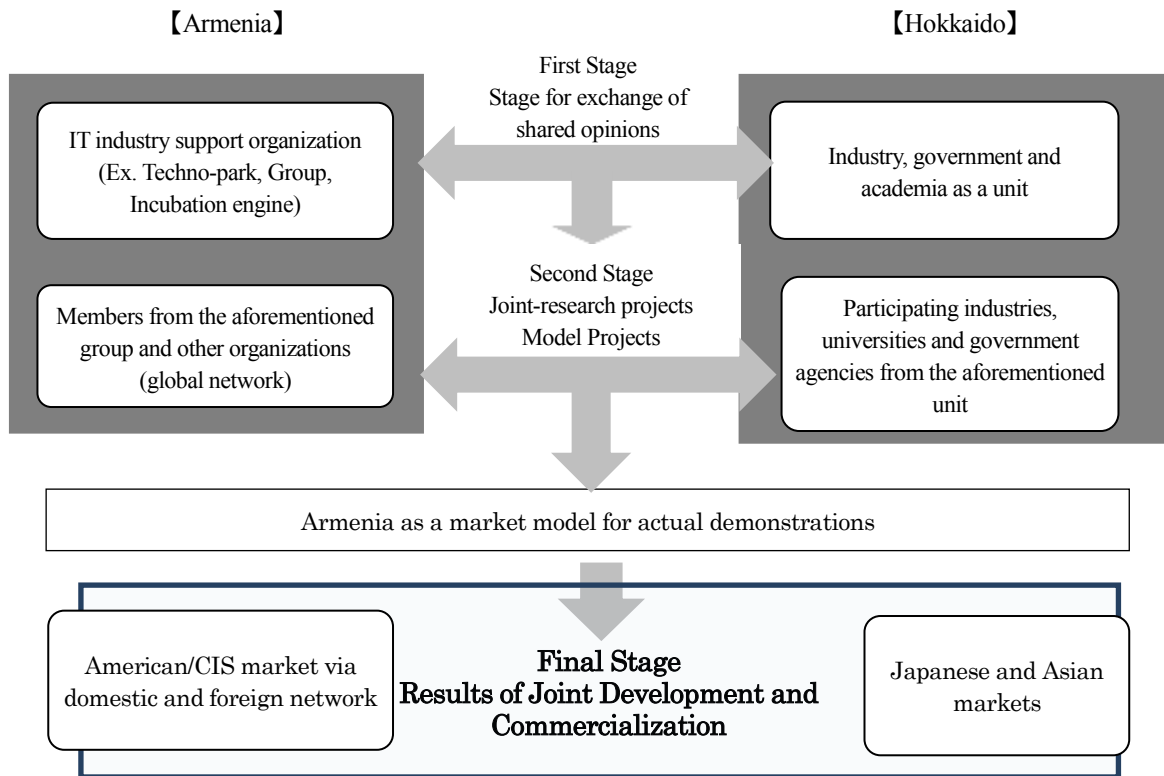 【Armenia】
【Hokkaido】
First Stage
Stage for exchange of
shared opinions
IT industry support organization
(Ex. Techno-park, Group,
Incubation engine)
Industry, government and
academia as a unit
Second Stage
Joint-research projects
Model Projects
Members from the aforementioned
group and other organizations
(global network)
Participating industries,
universities and government
agencies from the aforementioned
unit
Armenia as a market model for actual demonstrations
American/CIS market via
domestic and foreign network
Final Stage
Results of Joint Development and
Commercialization
Japanese and Asian
markets